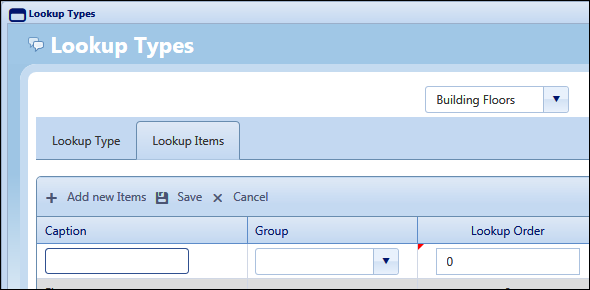 Lookup Types
Lookup Types
Building Floors
Lookup Type Lookup Items
Add new Items Save Cancel
Caption Group Lookup Order
0